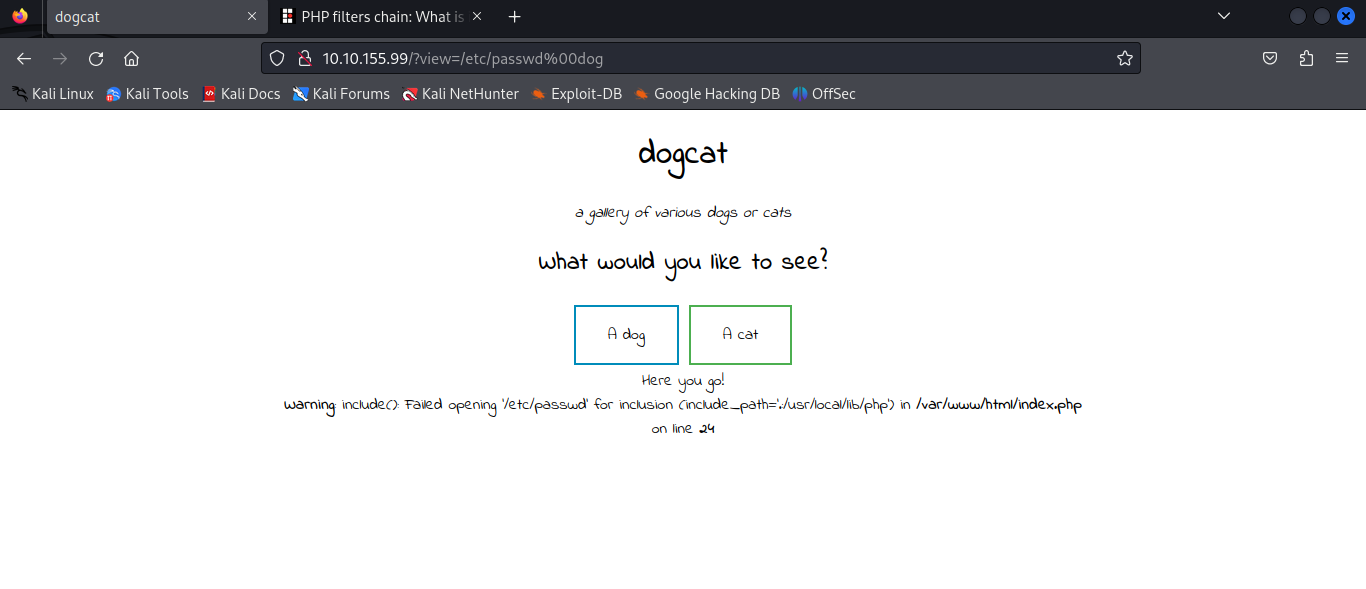 dogcat
PHP filters chain: What is
10.10.155.99/?view=/etc/passwd%00dog
Kali Linux Kali Tools Kali Docs Kali Forums Kali NetHunter Exploit-DB Google Hacking DB OffSec
dogcat
a gallery of various dogs or cats
What would you like to see?
A dog A cat
Here you go!
Warning: include(): Failed opening '/etc/passwd' for inclusion (include_path='.:/usr/local/lib/php') in /var/www/html/index.php
on line 24